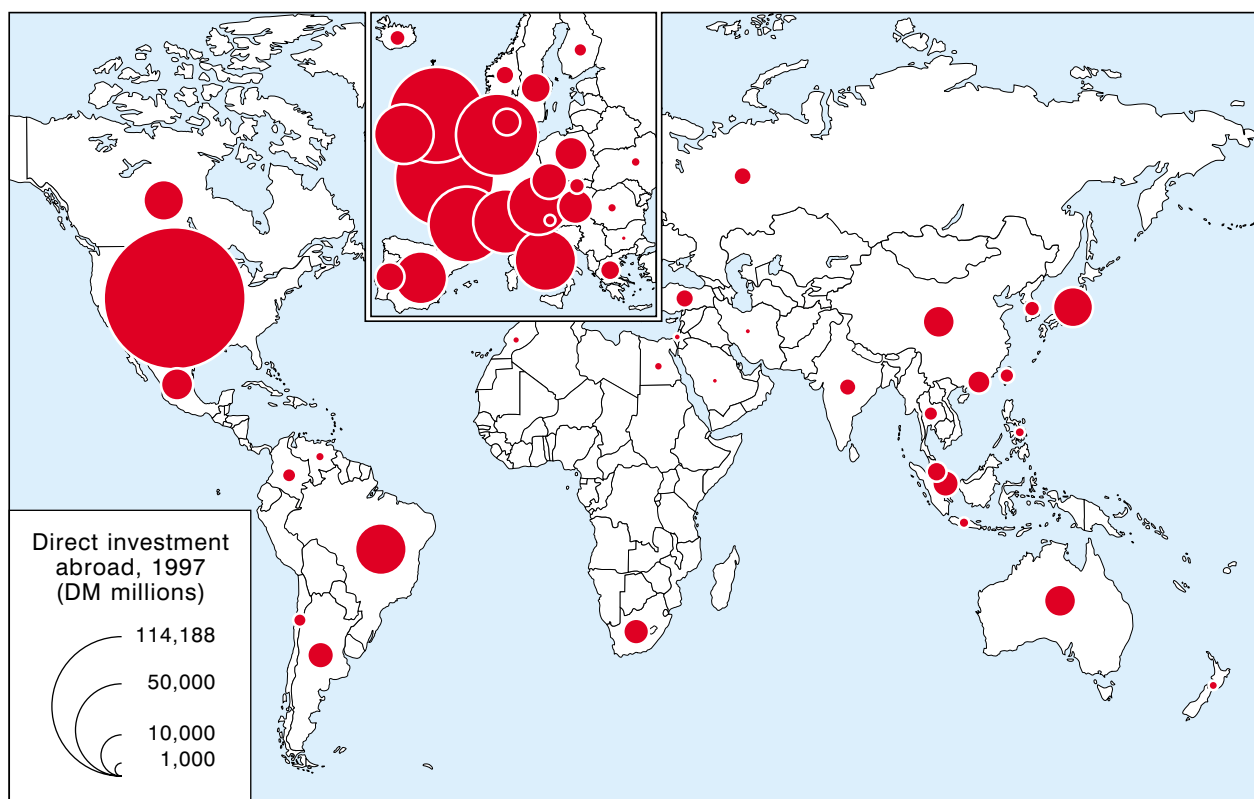 Direct investment
abroad, 1997
(DM millions)
114,188
50,000
10,000
1,000